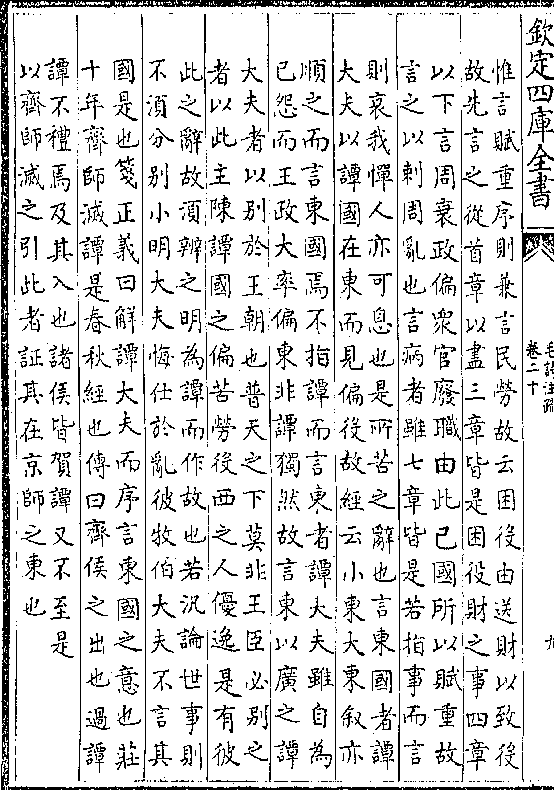 欽定四庫全書
毛詩注疏
卷二十
九
惟言賦重序則兼言民勞故云困役由送財以致役
故先言之從首章以盡三章皆是困役財之事四章
以下言周衰政偏衆官廢職由此已國所以賦重故
言之以刺周亂也言病者雖七章皆是若指事而言
則哀我憚人亦可息也是所苦之辭也言東國者譚
大夫以譚國在東而見偏役故經云小東大東叙亦
順之而言東國焉不指譚而言東者譚大夫雖自為
已怨而王政大率偏東非譚獨然故言東以廣之譚
大夫者以別於王朝也普天之下莫非王臣必別之
者以此主陳譚國之偏苦勞役西之人優逸是有彼
此之辭故須辨之明為譚而作故也若汎論世事則
不須分別小明大夫悔仕於亂彼牧伯大夫不言其
國是也箋正義曰解譚大夫而序言東國之意也莊
十年齊師滅譚是春秋經也傳曰齊侯之出也過譚
譚不禮焉及其入也諸侯皆賀譚又不至是
以齊師滅之引此者証其在京師之東也